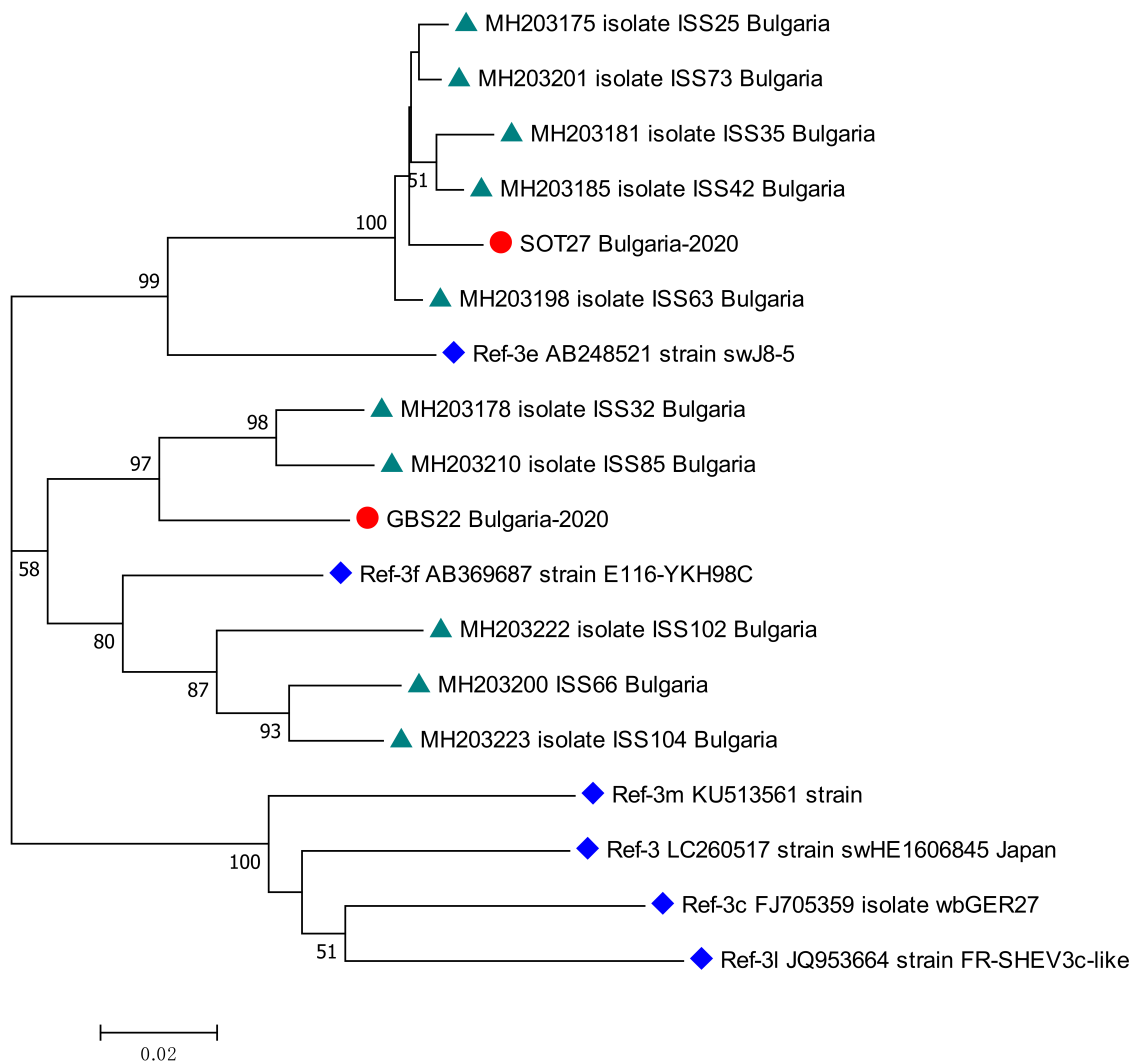 MH203175 isolate ISS25 Bulgaria
MH203201 isolate ISS73 Bulgaria
MH203181 isolate ISS35 Bulgaria
51
MH203185 isolate ISS42 Bulgaria
100
SOT27 Bulgaria-2020
99
MH203198 isolate ISS63 Bulgaria
Ref-3e AB248521 strain swJ8-5
MH203178 isolate ISS32 Bulgaria
98
97
MH203210 isolate ISS85 Bulgaria
GBS22 Bulgaria-2020
58
Ref-3f AB369687 strain E116-YKH98C
80
MH203222 isolate ISS102 Bulgaria
87
MH203200 ISS66 Bulgaria
93
MH203223 isolate ISS104 Bulgaria
Ref-3m KU513561 strain
100
Ref-3 LC260517 strain swHE1606845 Japan
Ref-3c FJ705359 isolate wbGER27
51
Ref-3l JQ953664 strain FR-SHEV3c-like
0.02